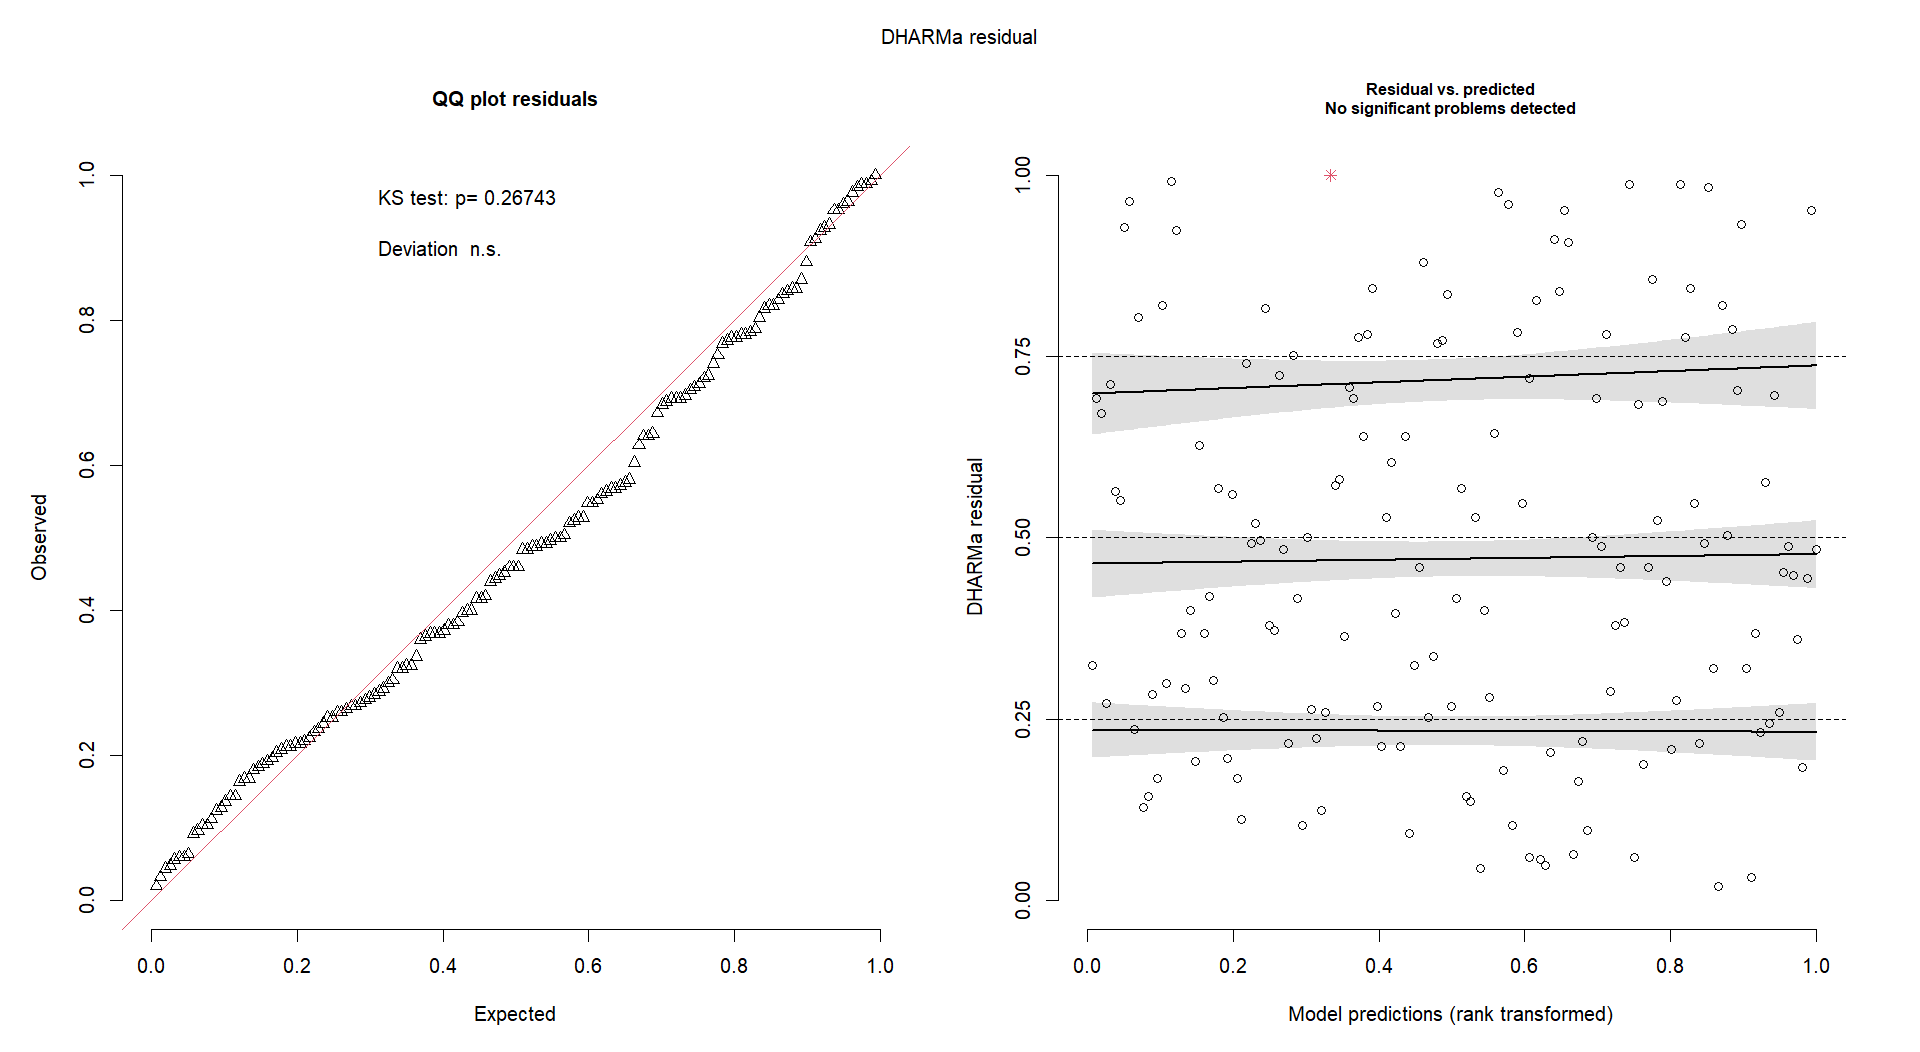 DHARMa residual
QQ plot residuals
KS test: p= 0.26743
Deviation  n.s.
1.0
0.8
0.6
0.4
0.2
0.0
Observed
0.0 0.2 0.4 0.6 0.8 1.0
Expected
Residual vs. predicted
No significant problems detected
1.00
0.75
0.50
0.25
0.00
DHARMa residual
0.0 0.2 0.4 0.6 0.8 1.0
Model predictions (rank transformed)